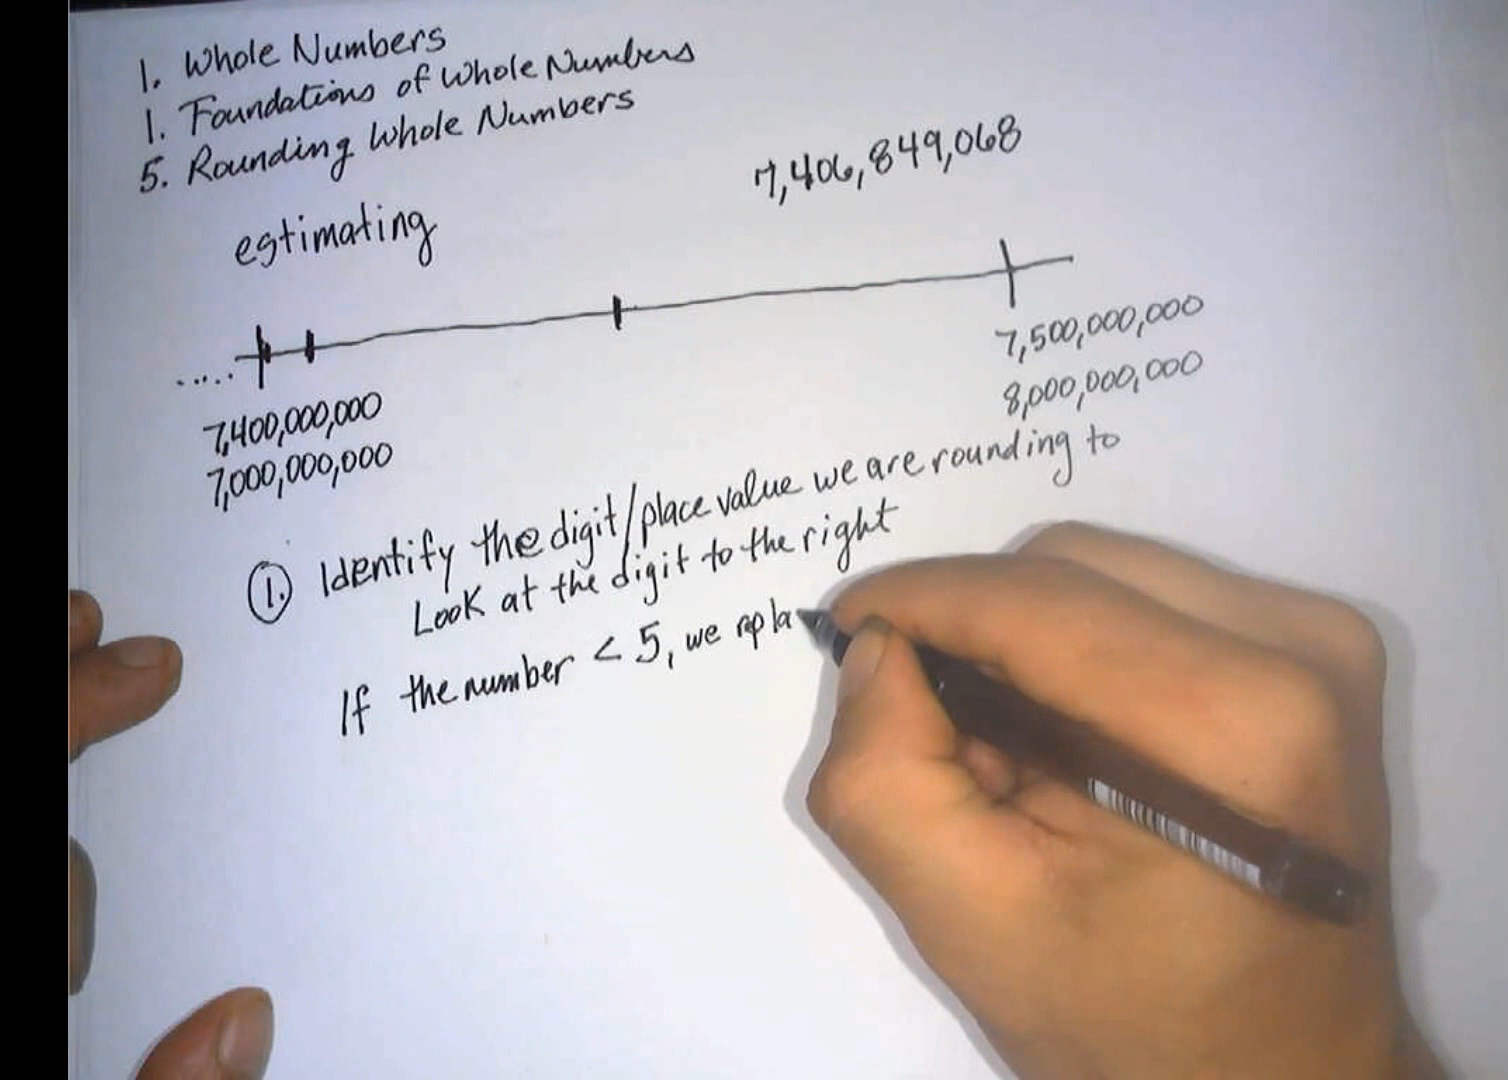 1. Whole Numbers
1. Foundations of Whole Numbers
5. Rounding Whole Numbers
7,406,849,068
estimating
.....
7,400,000,000
7,500,000,000
7,000,000,000
8,000,000,000
1. Identify the digit/place value we are rounding to
Look at the digit to the right
If the number < 5, we repla